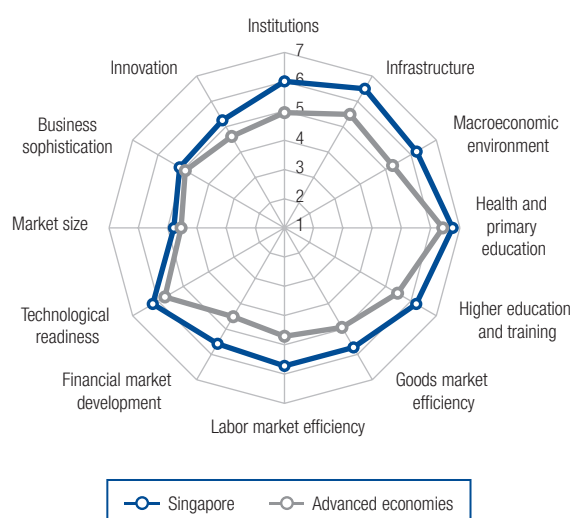 Institutions
7
6
5
4
3
2
1
Infrastructure
Macroeconomic
environment
Health and
primary
education
Higher education
and training
Goods market
efficiency
Labor market efficiency
Financial market
development
Technological
readiness
Market size
Business
sophistication
Innovation
Singapore
Advanced economies